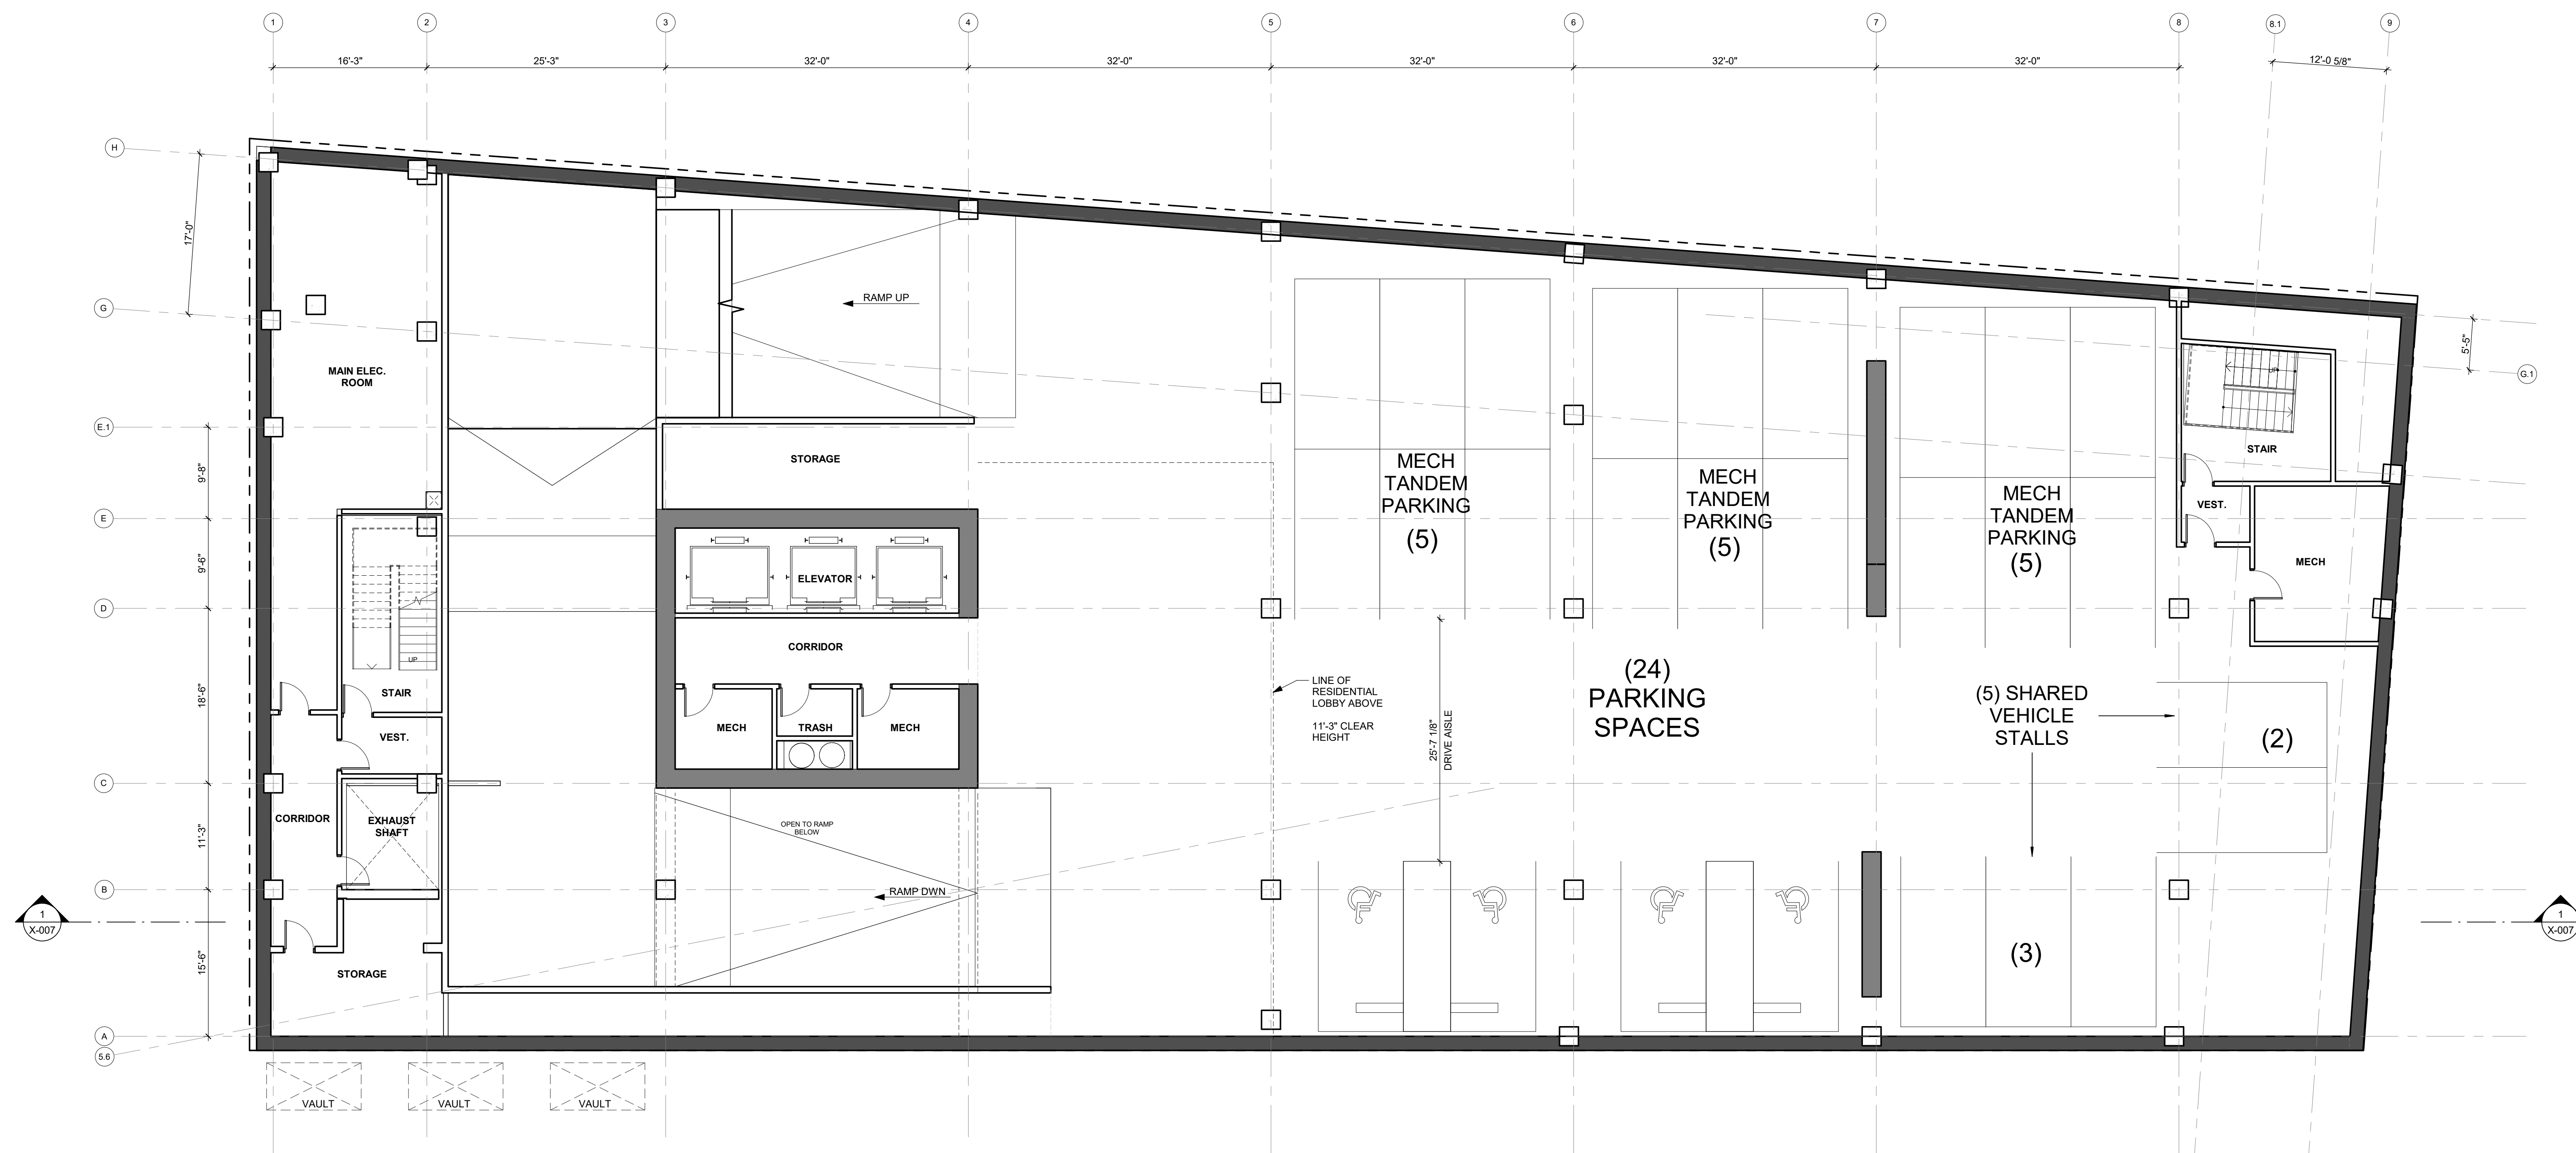 1
2
3
4
5
6
7
8
8.1
9
16'-3"
25'-3"
32'-0"
32'-0"
32'-0"
32'-0"
32'-0"
12'-0 5/8"
H
17'-0"
G
E.1
9'-8"
E
9'-6"
D
18'-6"
C
11'-3"
B
15'-6"
A
5.6
5'-5"
G.1
1
X-007
1
X-007
MAIN ELEC.
ROOM
RAMP UP
STORAGE
ELEVATOR
CORRIDOR
MECH
TRASH
MECH
UP
STAIR
VEST.
CORRIDOR
EXHAUST
SHAFT
STORAGE
OPEN TO RAMP
BELOW
RAMP DWN
VAULT
VAULT
VAULT
MECH
TANDEM
PARKING
(5)
MECH
TANDEM
PARKING
(5)
MECH
TANDEM
PARKING
(5)
LINE OF
RESIDENTIAL
LOBBY ABOVE
11'-3" CLEAR
HEIGHT
25'-7 1/8"
DRIVE AISLE
(24)
PARKING
SPACES
(5) SHARED
VEHICLE
STALLS
(2)
(3)
UP
STAIR
VEST.
MECH